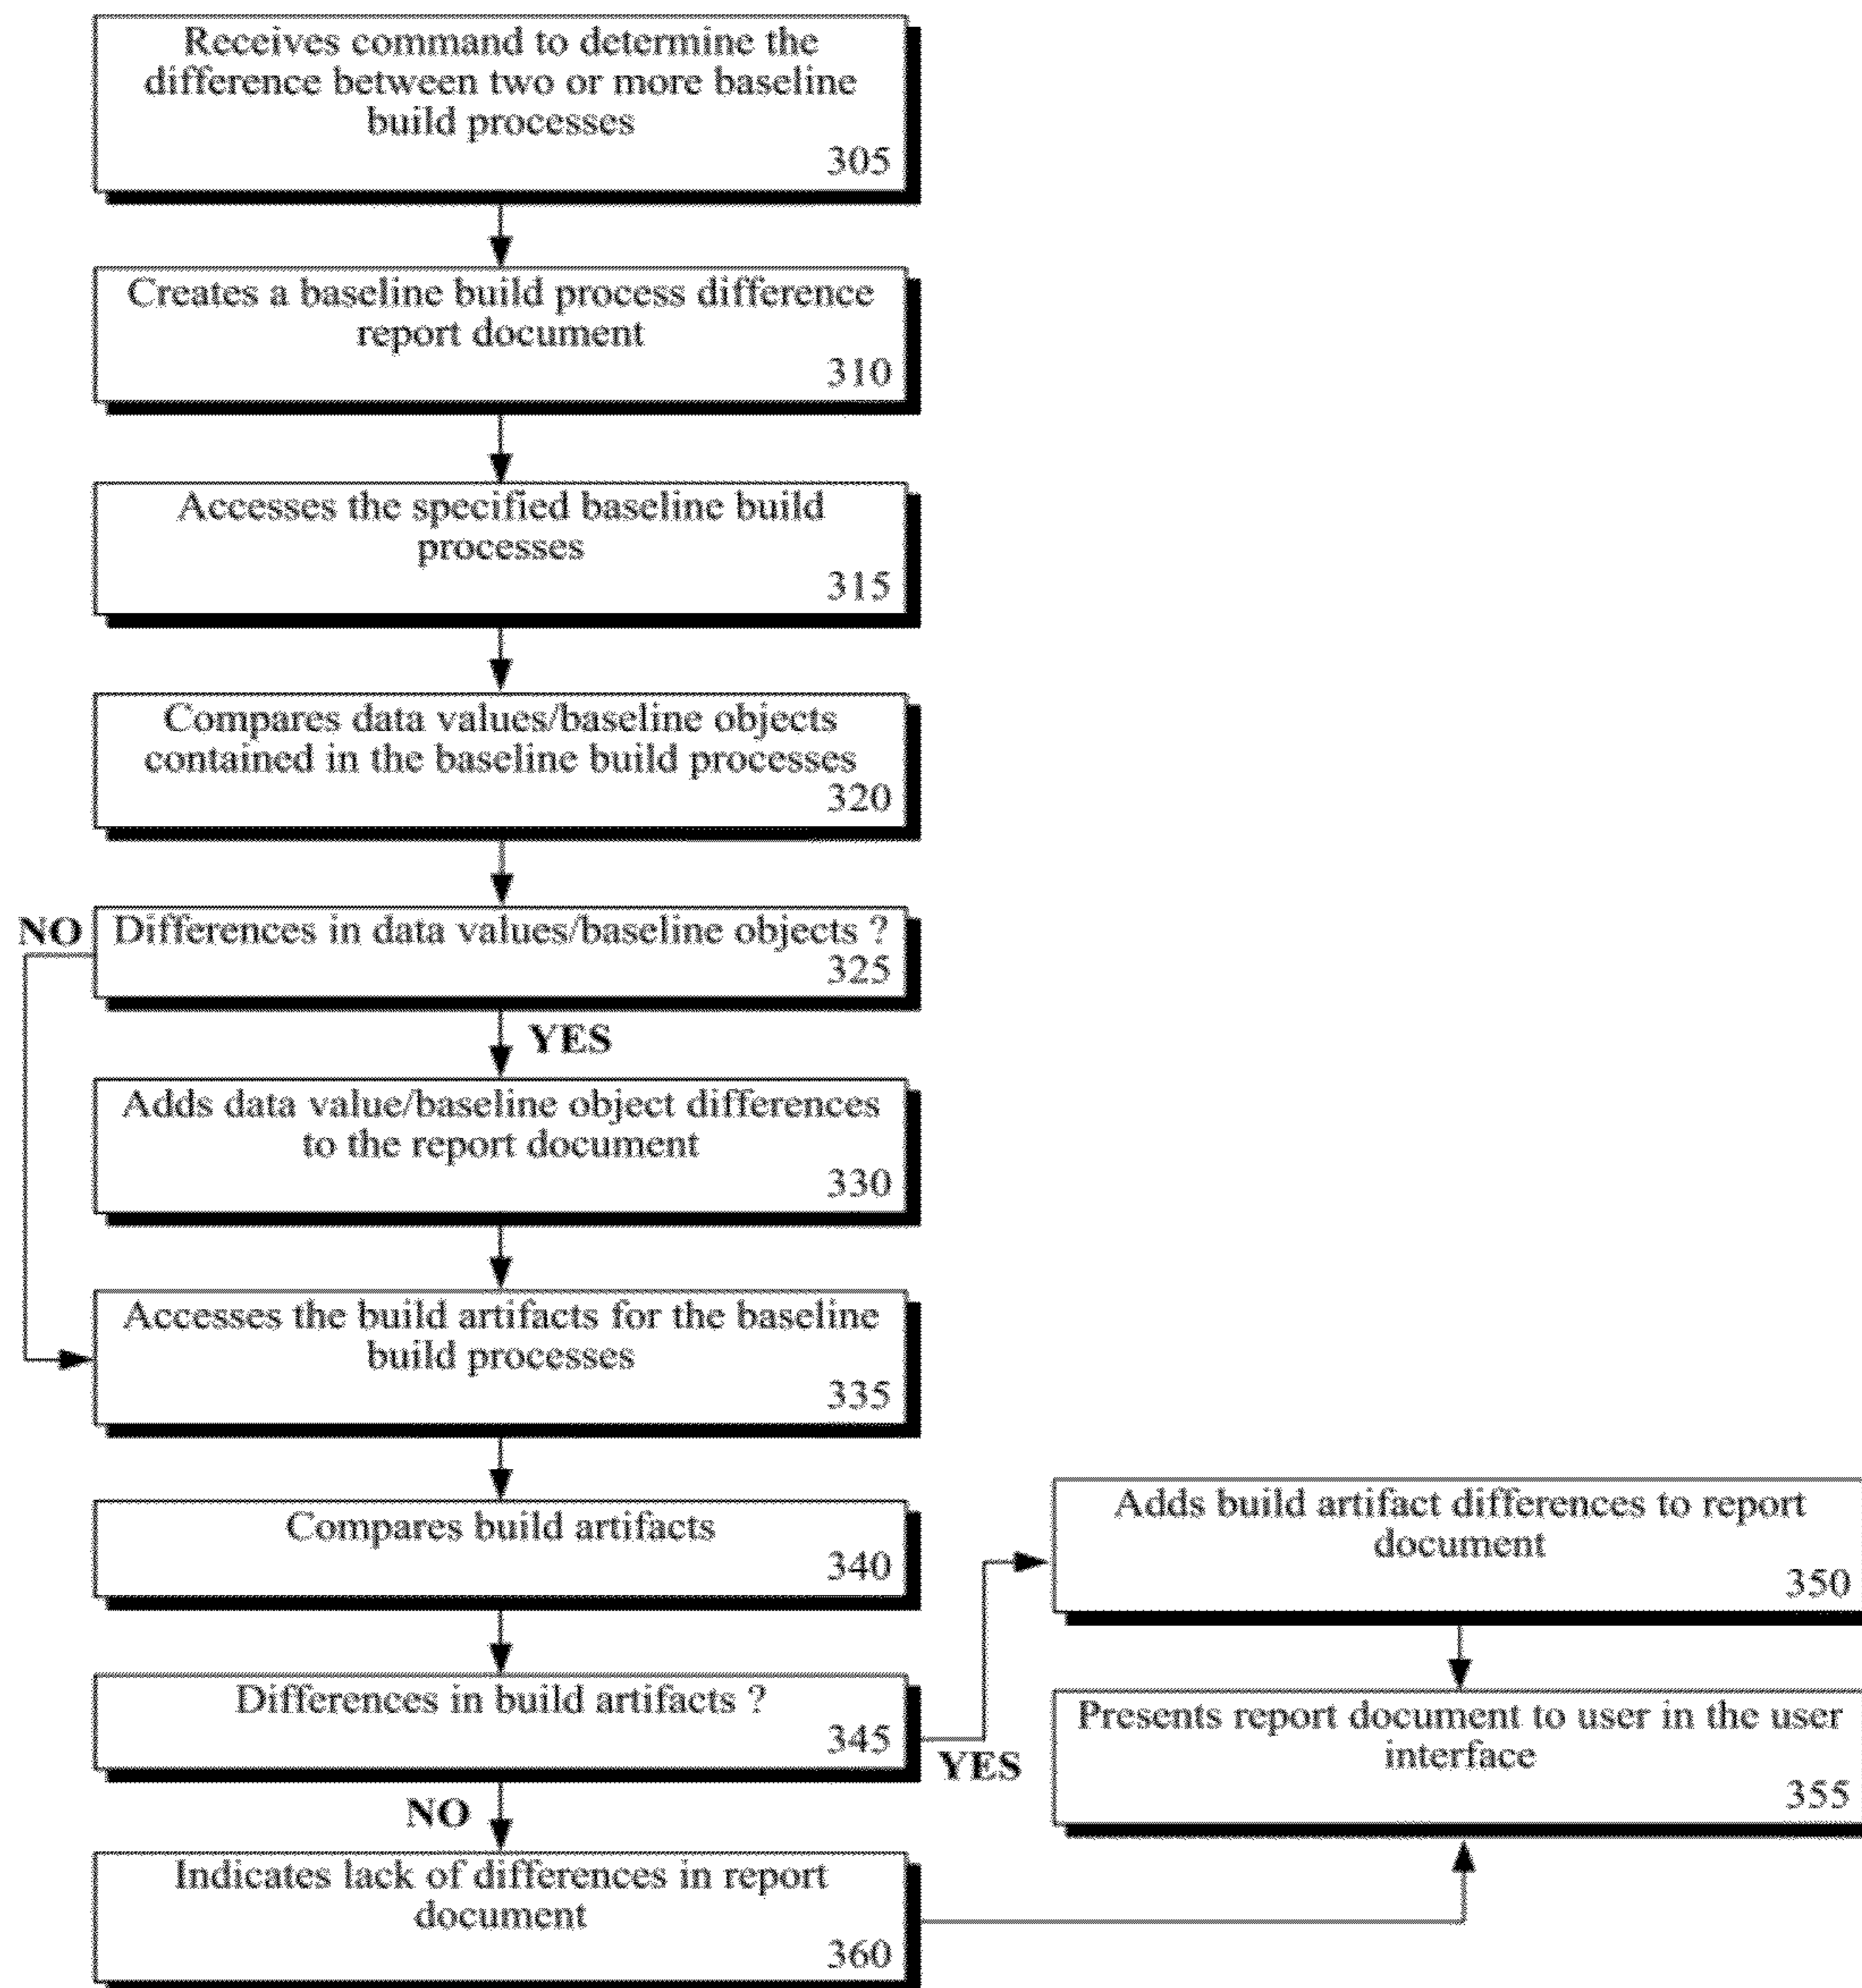 Receives command to determine the
difference between two or more baseline
build processes
305
Creates a baseline build process difference
report document
310
Accesses the specified baseline build
processes
315
Compares data values/baseline objects
contained in the baseline build processes
320
NO
Differences in data values/baseline objects ?
325
YES
Adds data value/baseline object differences
to the report document
330
Accesses the build artifacts for the baseline
build processes
335
Compares build artifacts
340
Differences in build artifacts ?
345
YES
Adds build artifact differences to report
document
350
Presents report document to user in the user
interface
355
NO
Indicates lack of differences in report
document
360